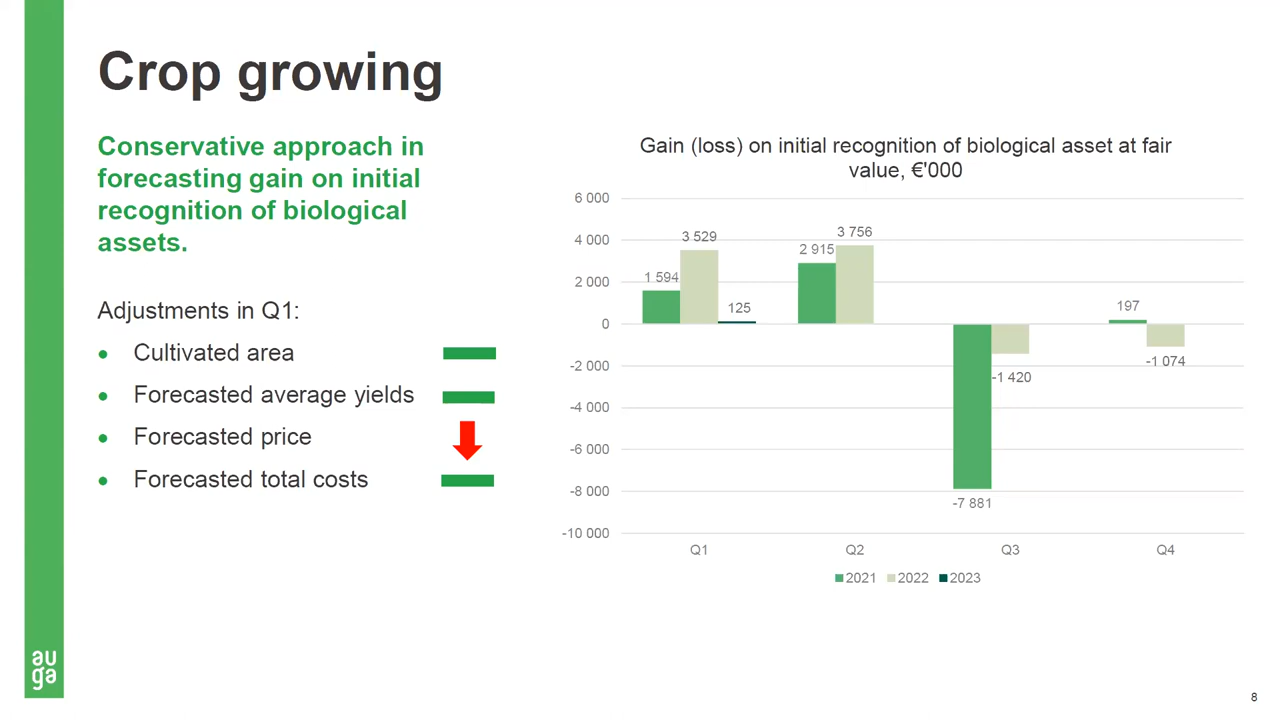 Crop growing
Conservative approach in
forecasting gain on initial
recognition of biological
assets.
Adjustments in Q1:
• Cultivated area
• Forecasted average yields
• Forecasted price
• Forecasted total costs
Gain (loss) on initial recognition of biological asset at fair
value, €'000
6 000
4 000
2 000
0
-2 000
-4 000
-6 000
-8 000
-10 000
1 594
3 529
125
2 915
3 756
-7 881
-1 420
197
-1 074
Q1 Q2 Q3 Q4
2021 2022 2023
au
ga
8